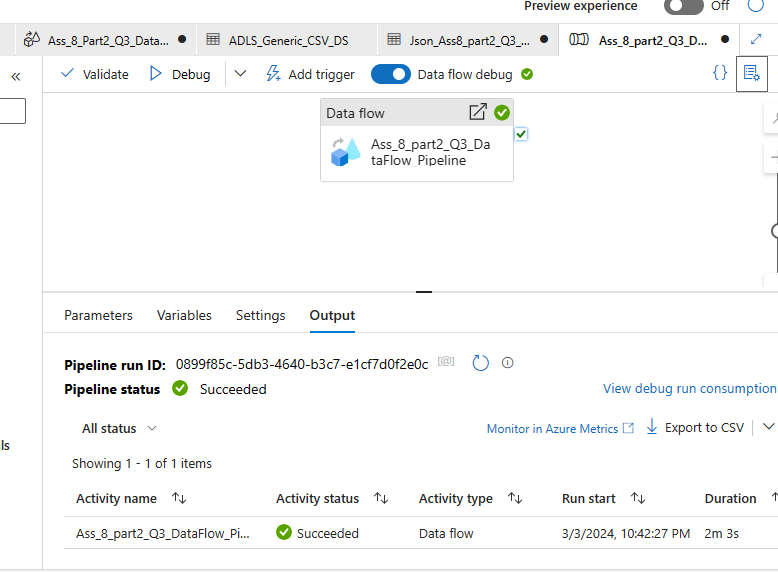 Preview experience Off
Ass_8_Part2_Q3_Data... ADLS_Generic_CSV_DS Json_Ass8_part2_Q3_... Ass_8_part2_Q3_D...
« Validate Debug Add trigger Data flow debug {}
Data flow
Ass_8_part2_Q3_Da
taFlow_Pipeline
Parameters Variables Settings Output
Pipeline run ID: 0899f85c-5db3-4640-b3c7-e1cf7d0f2e0c [@]
Pipeline status Succeeded View debug run consumption
All status Monitor in Azure Metrics Export to CSV
ls
Showing 1 - 1 of 1 items
Activity name Activity status Activity type Run start Duration
Ass_8_part2_Q3_DataFlow_Pi... Succeeded Data flow 3/3/2024, 10:42:27 PM 2m 3s